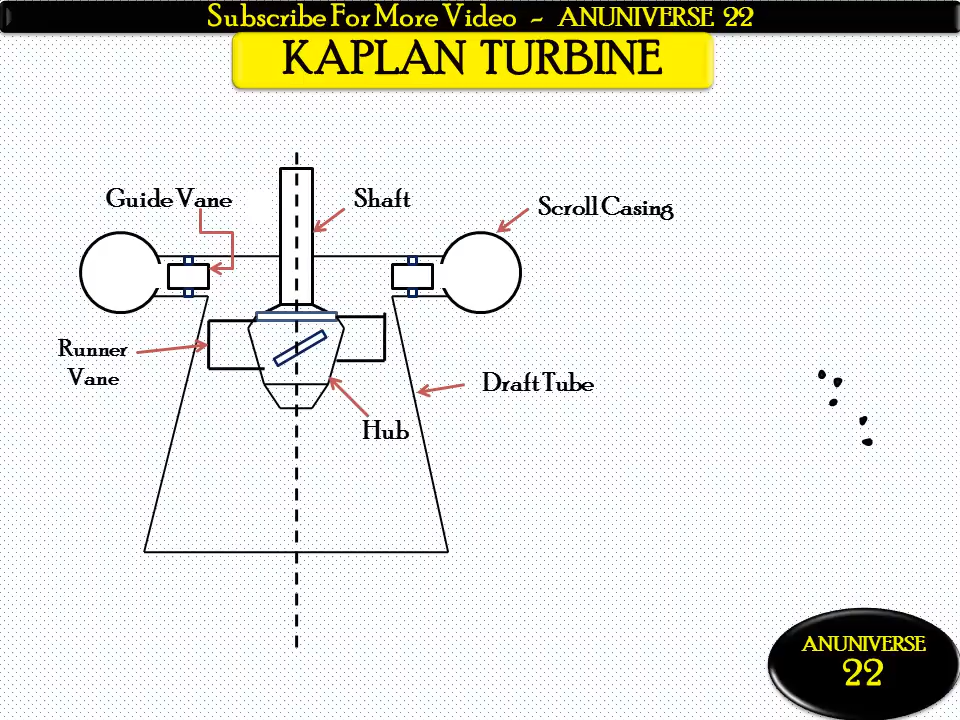 Subscribe For More Video - ANUNIVERSE 22
KAPLAN TURBINE
Guide Vane
Shaft
Scroll Casing
Runner
Vane
Draft Tube
Hub
ANUNIVERSE
22